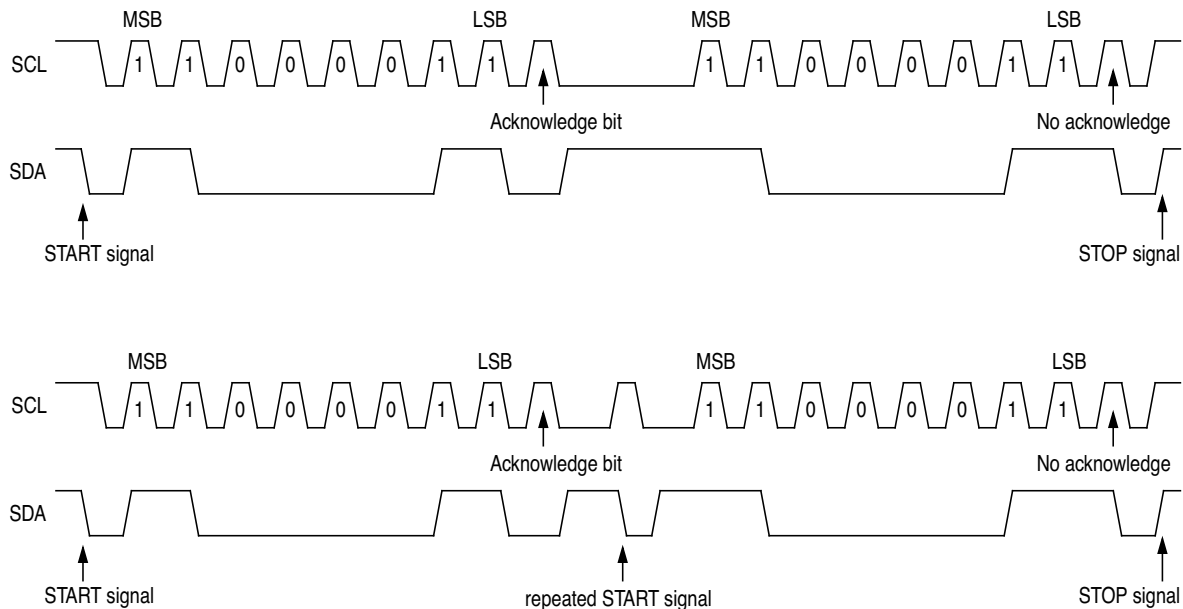 MSB LSB MSB LSB
SCL 1 1 0 0 0 0 1 1 1 1 0 0 0 0 1 1
Acknowledge bit No acknowledge
SDA
START signal STOP signal
MSB LSB MSB LSB
SCL 1 1 0 0 0 0 1 1 1 1 0 0 0 0 1 1
Acknowledge bit No acknowledge
SDA
START signal repeated START signal STOP signal